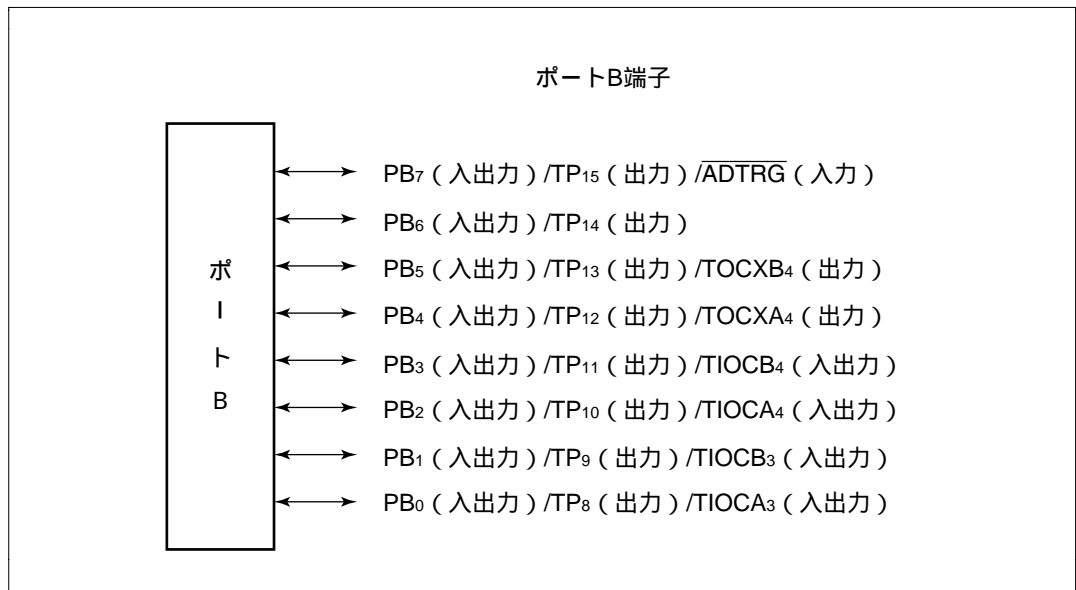 ポートB端子
ポートB
PB₇(入出力)/TP₁₅(出力)/A̅D̅T̅R̅G̅(入力)
PB₆(入出力)/TP₁₄(出力)
PB₅(入出力)/TP₁₃(出力)/TOCXB₄(出力)
PB₄(入出力)/TP₁₂(出力)/TOCXA₄(出力)
PB₃(入出力)/TP₁₁(出力)/TIOCB₄(入出力)
PB₂(入出力)/TP₁₀(出力)/TIOCA₄(入出力)
PB₁(入出力)/TP₉(出力)/TIOCB₃(入出力)
PB₀(入出力)/TP₈(出力)/TIOCA₃(入出力)